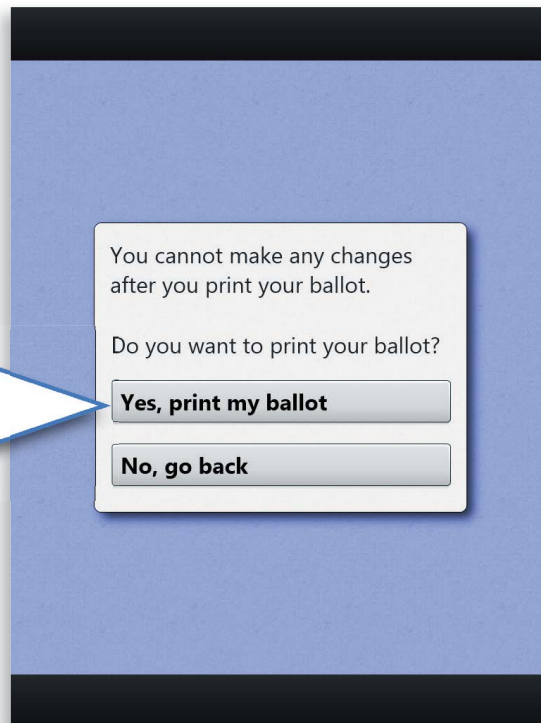 You cannot make any changes
after you print your ballot.
Do you want to print your ballot?
Yes, print my ballot
No, go back